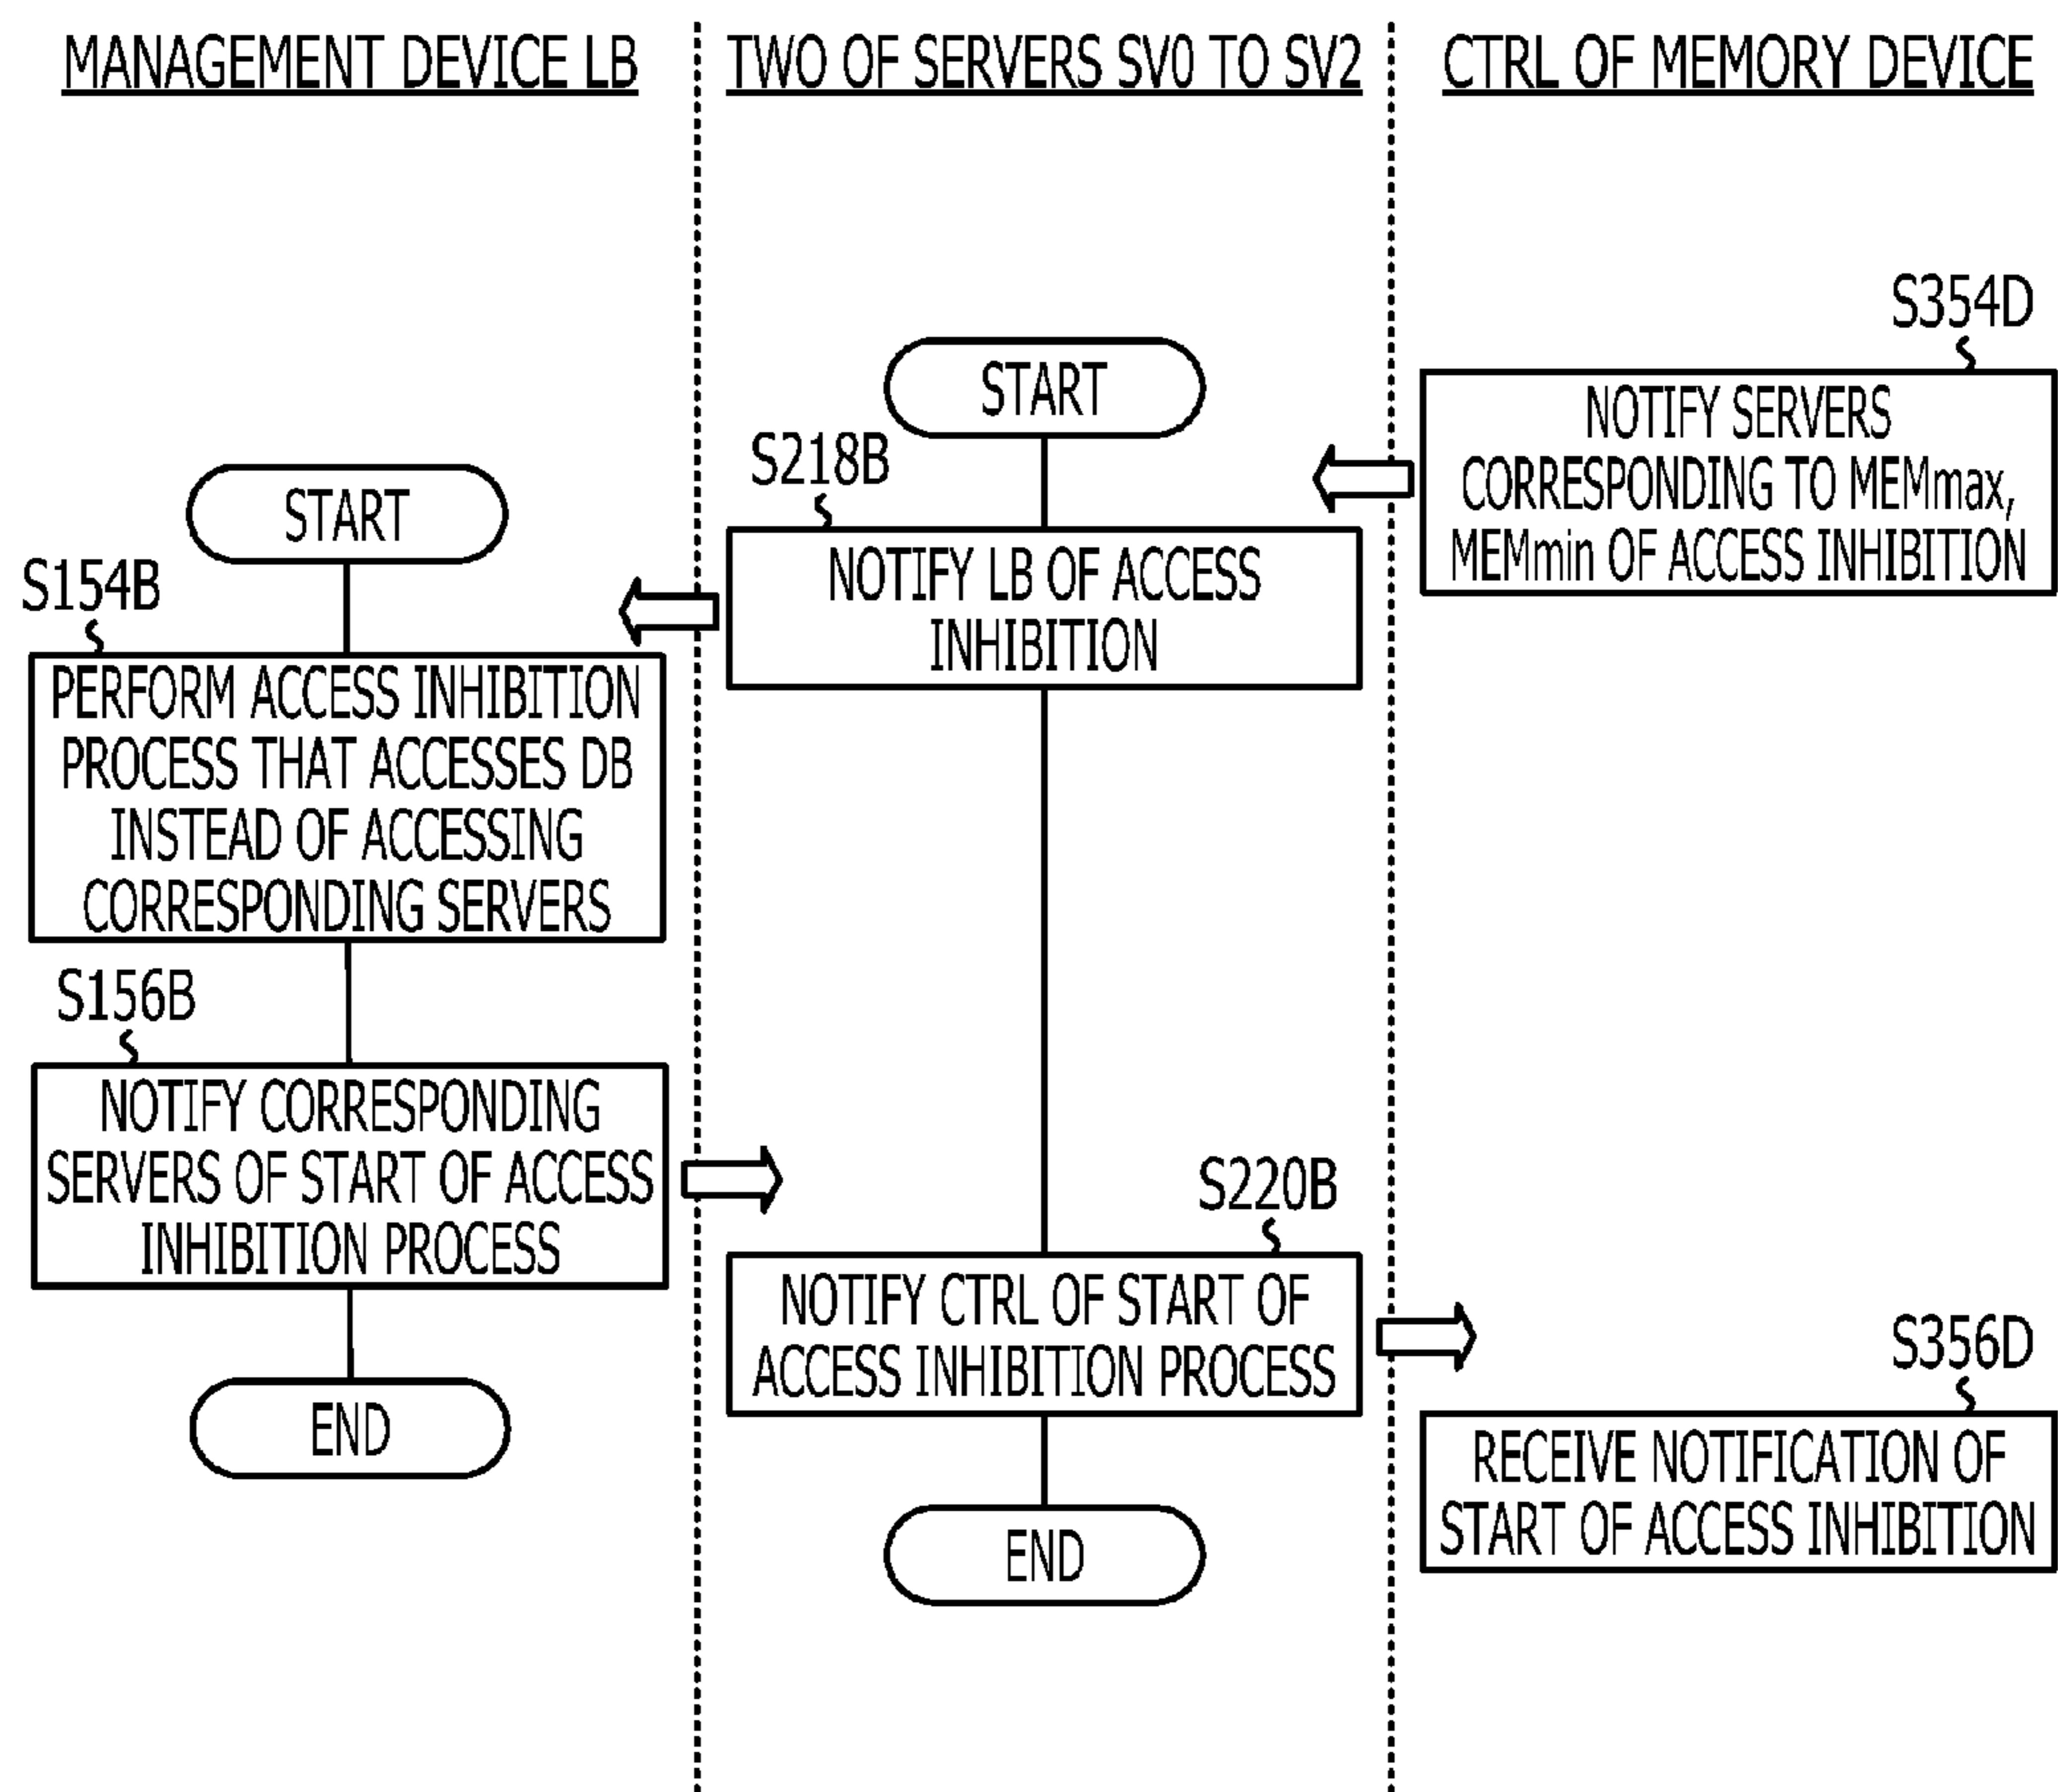 MANAGEMENT DEVICE LB
START
S154B
PERFORM ACCESS INHIBITION
PROCESS THAT ACCESSES DB
INSTEAD OF ACCESSING
CORRESPONDING SERVERS
S156B
NOTIFY CORRESPONDING
SERVERS OF START OF ACCESS
INHIBITION PROCESS
END
TWO OF SERVERS SV0 TO SV2
START
S218B
NOTIFY LB OF ACCESS
INHIBITION
S220B
NOTIFY CTRL OF START OF
ACCESS INHIBITION PROCESS
END
CTRL OF MEMORY DEVICE
S354D
NOTIFY SERVERS
CORRESPONDING TO MEMmax,
MEMmin OF ACCESS INHIBITION
S356D
RECEIVE NOTIFICATION OF
START OF ACCESS INHIBITION